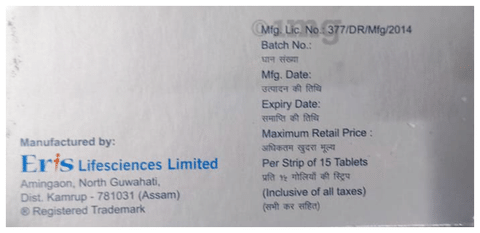 Mfg. Lic. No.: 377/DR/Mfg/2014
Batch No.:
घान संख्या
Mfg. Date:
उत्पादन की तिथि
Expiry Date:
समाप्ति की तिथि
Maximum Retail Price :
अधिकतम खुदरा मूल्य
Per Strip of 15 Tablets
प्रति १५ गोलियों की स्ट्रिप
(Inclusive of all taxes)
(सभी कर सहित)
Manufactured by:
Eris Lifesciences Limited
Amingaon, North Guwahati,
Dist. Kamrup - 781031 (Assam)
® Registered Trademark